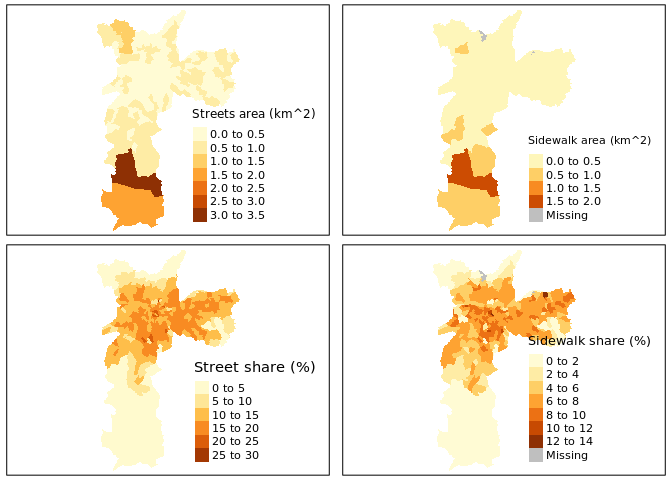 Streets area (km^2)
0.0 to 0.5
0.5 to 1.0
1.0 to 1.5
1.5 to 2.0
2.0 to 2.5
2.5 to 3.0
3.0 to 3.5
Sidewalk area (km^2)
0.0 to 0.5
0.5 to 1.0
1.0 to 1.5
1.5 to 2.0
Missing
Street share (%)
0 to 5
5 to 10
10 to 15
15 to 20
20 to 25
25 to 30
Sidewalk share (%)
0 to 2
2 to 4
4 to 6
6 to 8
8 to 10
10 to 12
12 to 14
Missing